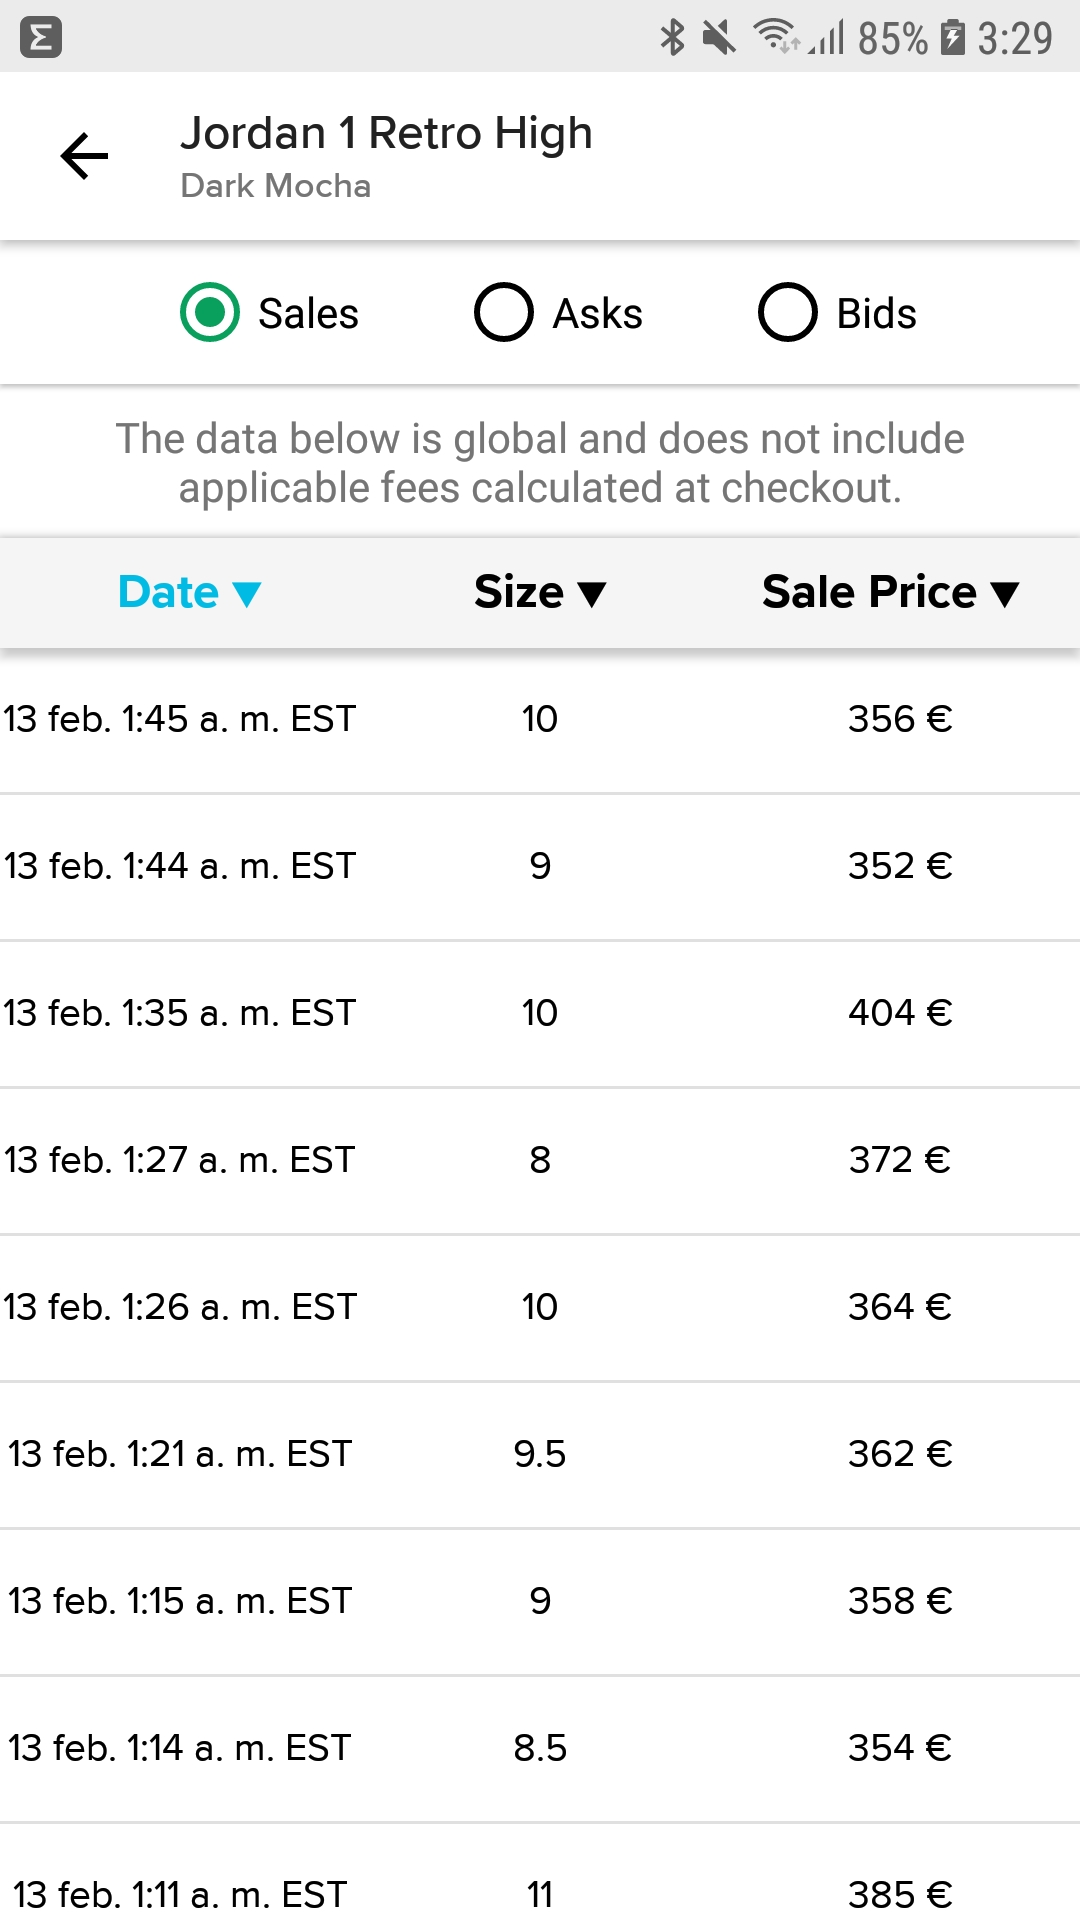 Σ 85% 3:29
Jordan 1 Retro High
Dark Mocha
Sales Asks Bids
The data below is global and does not include
applicable fees calculated at checkout.
Date ▼ Size ▼ Sale Price ▼
13 feb. 1:45 a. m. EST 10 356 €
13 feb. 1:44 a. m. EST 9 352 €
13 feb. 1:35 a. m. EST 10 404 €
13 feb. 1:27 a. m. EST 8 372 €
13 feb. 1:26 a. m. EST 10 364 €
13 feb. 1:21 a. m. EST 9.5 362 €
13 feb. 1:15 a. m. EST 9 358 €
13 feb. 1:14 a. m. EST 8.5 354 €
13 feb. 1:11 a. m. EST 11 385 €